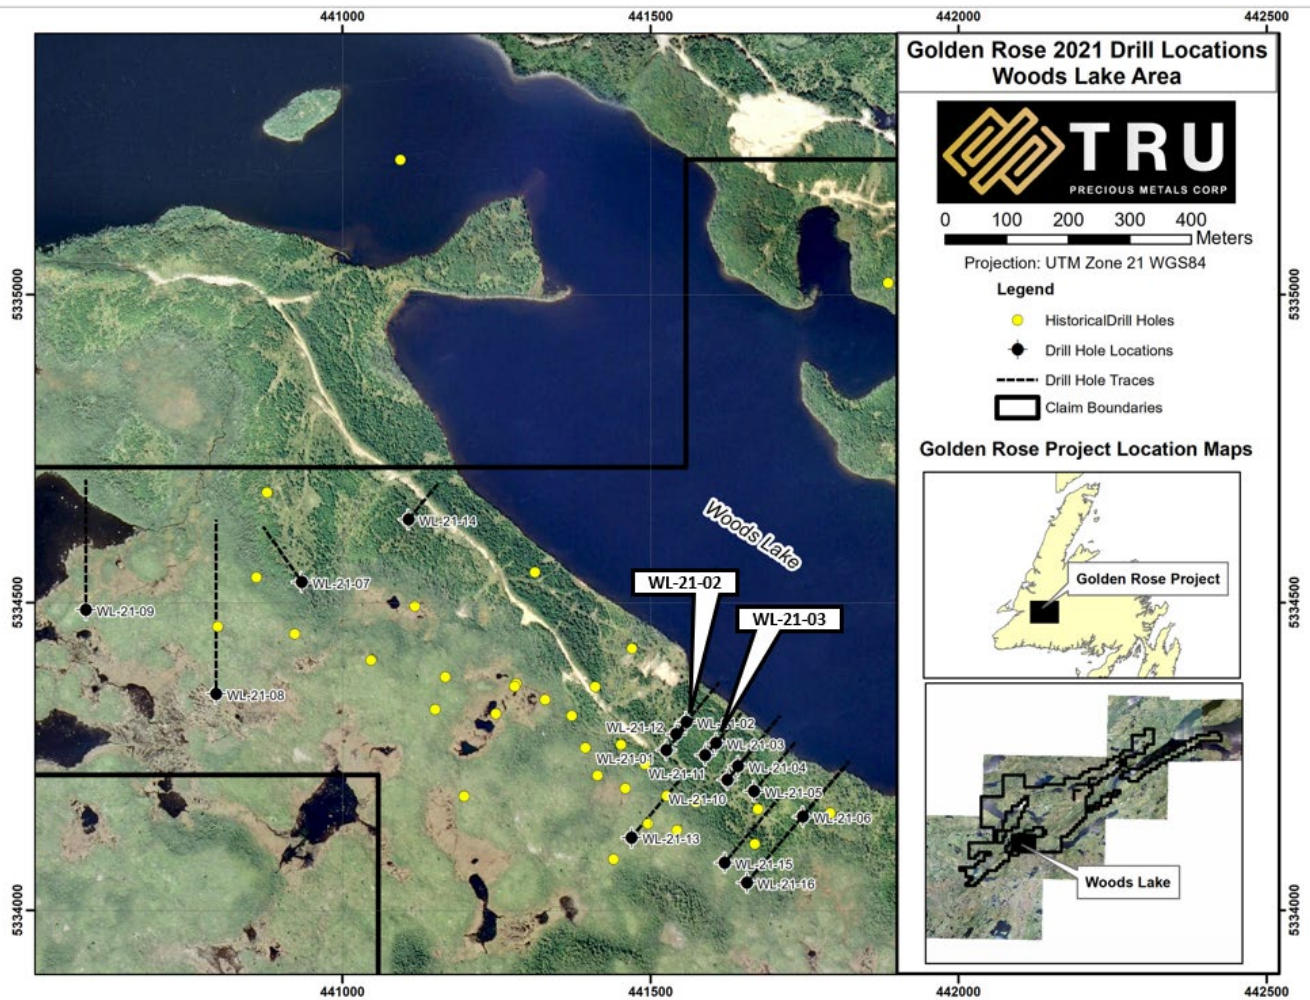 441000
441500
442000
442500
Golden Rose 2021 Drill Locations
Woods Lake Area
TRU
PRECIOUS METALS CORP
0 100 200 300 400
Meters
Projection: UTM Zone 21 WGS84
Legend
HistoricalDrill Holes
Drill Hole Locations
Drill Hole Traces
Claim Boundaries
Golden Rose Project Location Maps
Golden Rose Project
Woods Lake
5335000
5335000
5334500
5334500
5334000
5334000
Woods Lake
WL-21-14
WL-21-07
WL-21-09
WL-21-08
WL-21-02
WL-21-03
WL-21-12
WL-21-02
WL-21-01
WL-21-03
WL-21-11
WL-21-04
WL-21-10
WL-21-05
WL-21-06
WL-21-13
WL-21-15
WL-21-16
441000
441500
442000
442500